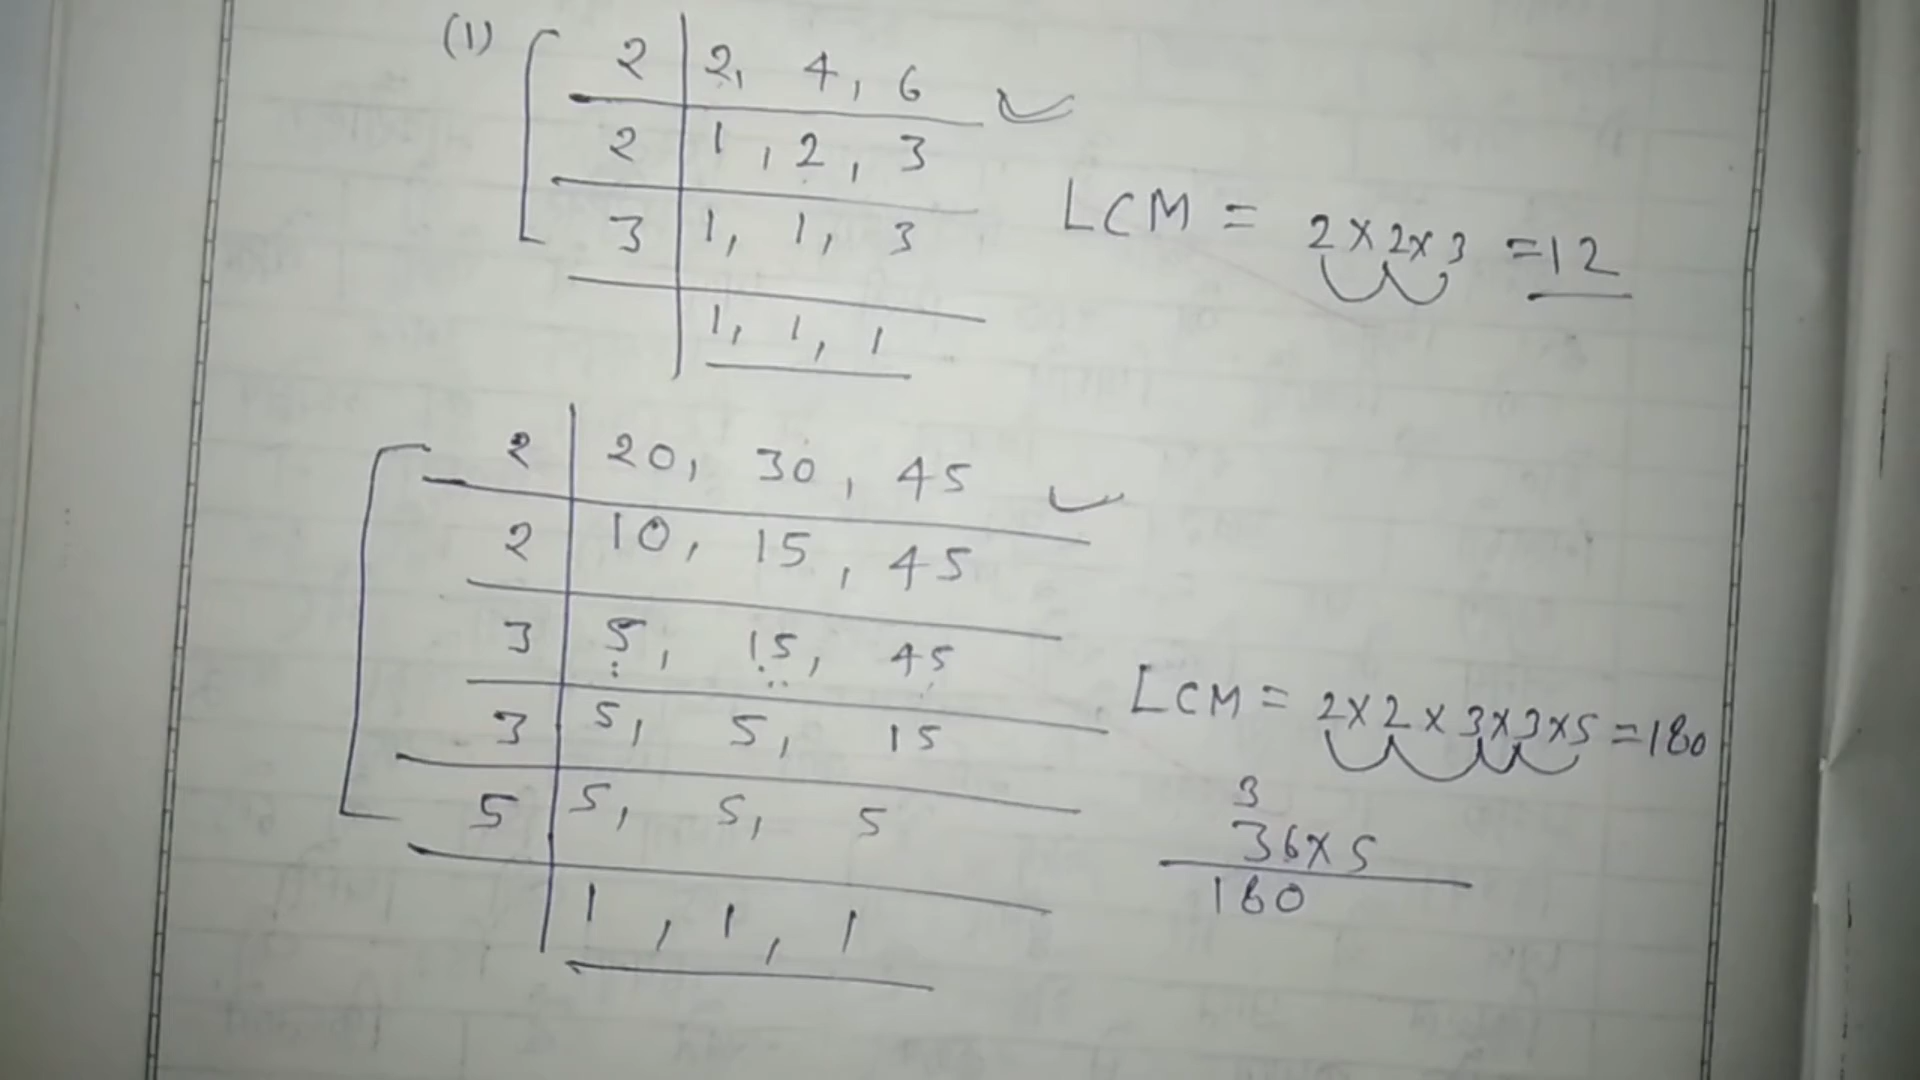 (1) 2 | 2, 4, 6
2 | 1, 2, 3
3 | 1, 1, 3 LCM = 2×2×3 = 12
1, 1, 1
2 | 20, 30, 45
2 | 10, 15, 45
3 | 5, 15, 45
3 | 5, 5, 15 LCM = 2×2×3×3×5 = 180
5 | 5, 5, 5
1, 1, 1
3
36×5
180